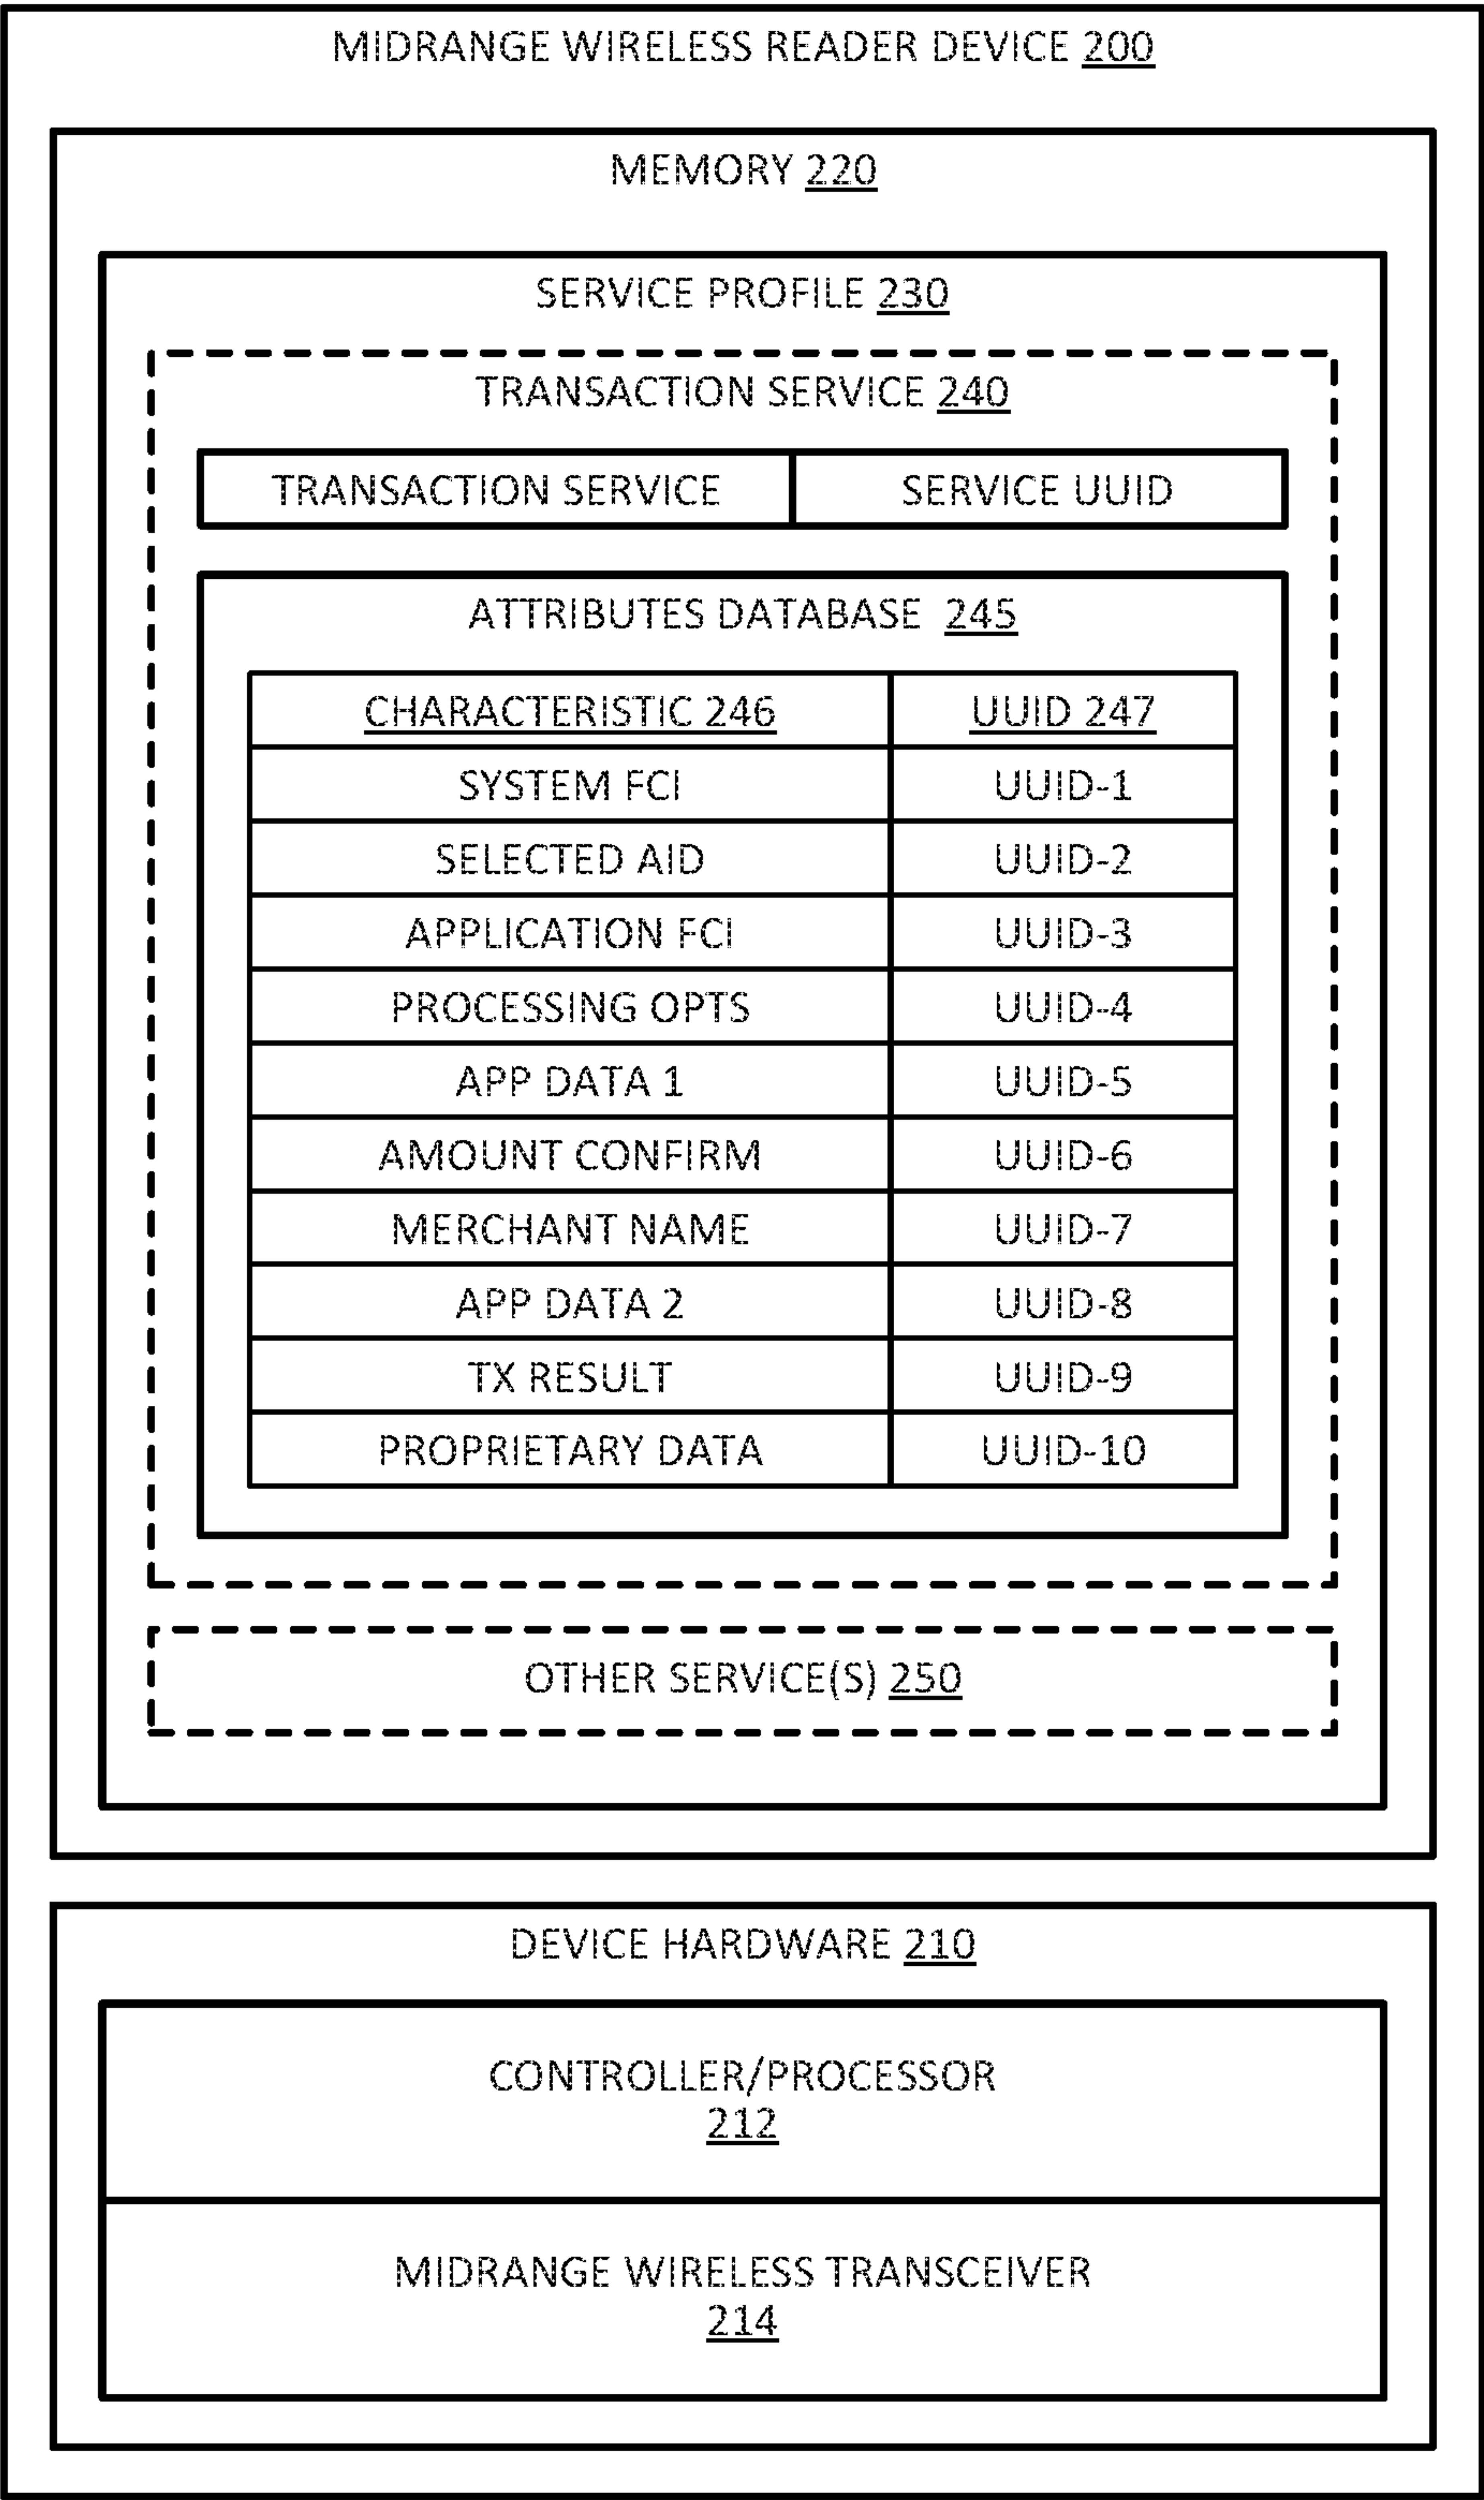 MIDRANGE WIRELESS READER DEVICE 200
MEMORY 220
SERVICE PROFILE 230
TRANSACTION SERVICE 240
TRANSACTION SERVICE SERVICE UUID
ATTRIBUTES DATABASE 245
CHARACTERISTIC 246 UUID 247
SYSTEM FCI UUID-1
SELECTED AID UUID-2
APPLICATION FCI UUID-3
PROCESSING OPTS UUID-4
APP DATA 1 UUID-5
AMOUNT CONFIRM UUID-6
MERCHANT NAME UUID-7
APP DATA 2 UUID-8
TX RESULT UUID-9
PROPRIETARY DATA UUID-10
OTHER SERVICE(S) 250
DEVICE HARDWARE 210
CONTROLLER/PROCESSOR
212
MIDRANGE WIRELESS TRANSCEIVER
214